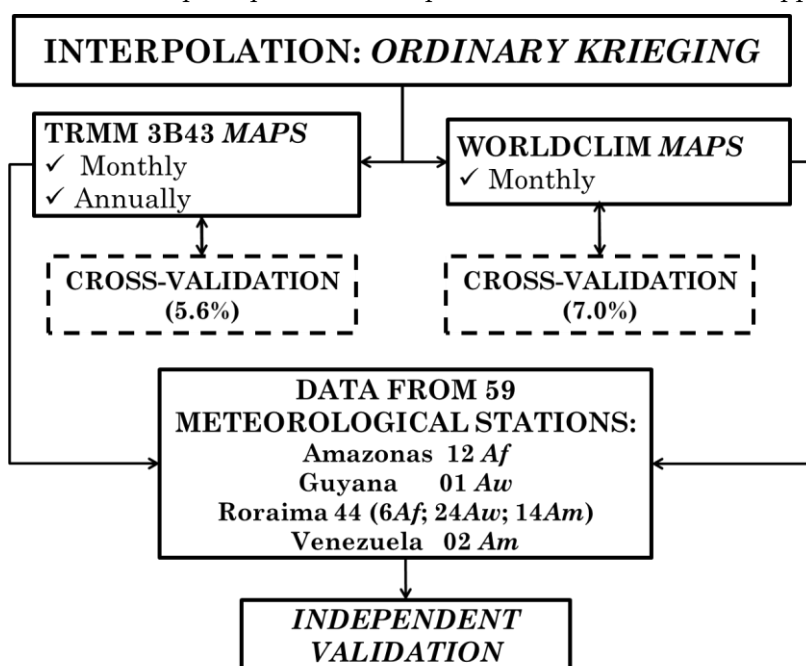 INTERPOLATION: ORDINARY KRIEGING
TRMM 3B43 MAPS
✓ Monthly
✓ Annually
WORLDCLIM MAPS
✓ Monthly
CROSS-VALIDATION
(5.6%)
CROSS-VALIDATION
(7.0%)
DATA FROM 59
METEOROLOGICAL STATIONS:
Amazonas 12 Af
Guyana 01 Aw
Roraima 44 (6Af; 24Aw; 14Am)
Venezuela 02 Am
INDEPENDENT
VALIDATION